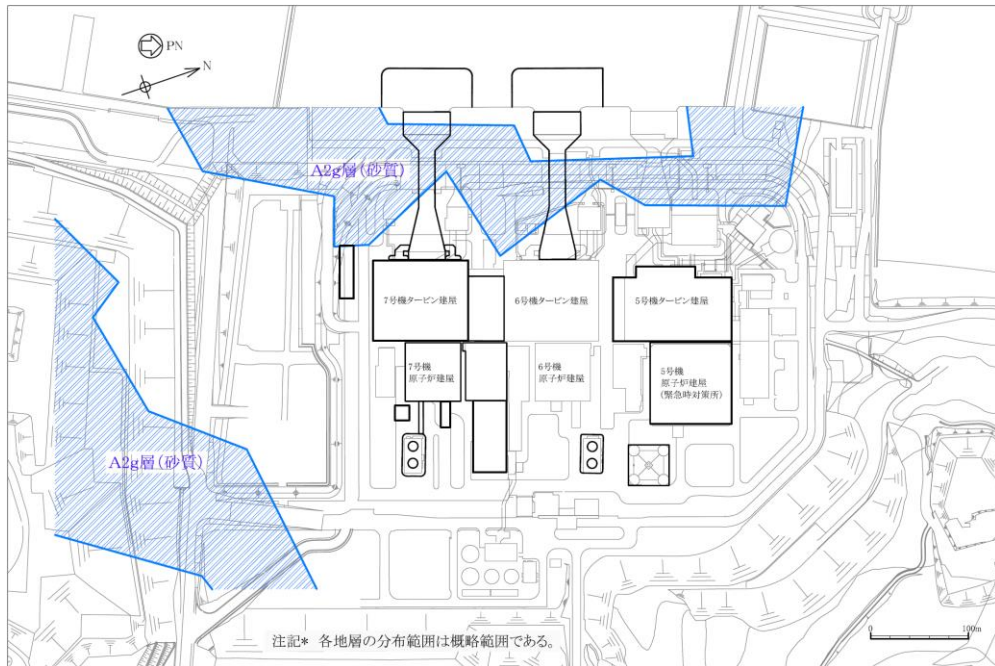 PN
N
A2g層(砂質)
7号機タービン建屋
6号機タービン建屋
5号機タービン建屋
7号機
原子炉建屋
6号機
原子炉建屋
5号機
原子炉建屋
(緊急時対策所)
A2g層(砂質)
注記* 各地層の分布範囲は概略範囲である。
0
100m